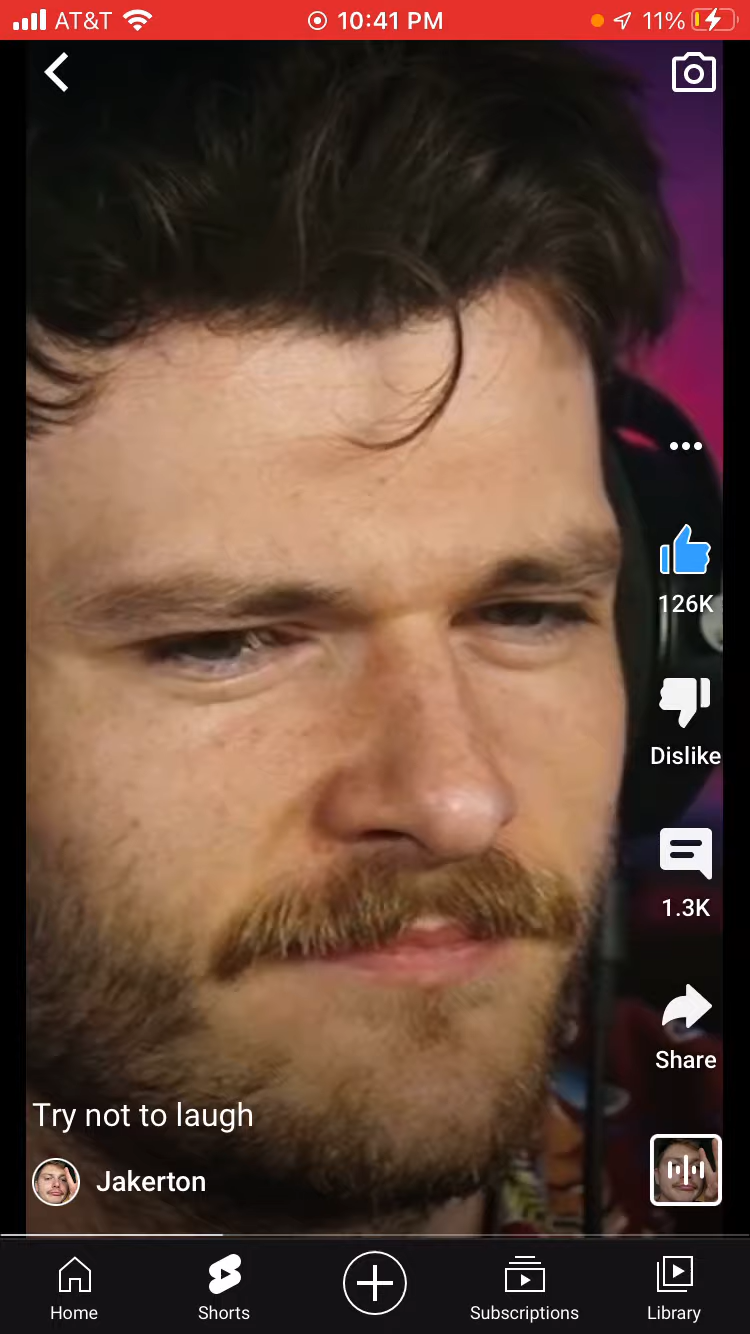 AT&T 10:41 PM 11%
126K
Dislike
1.3K
Share
Try not to laugh
Jakerton
Home Shorts Subscriptions Library